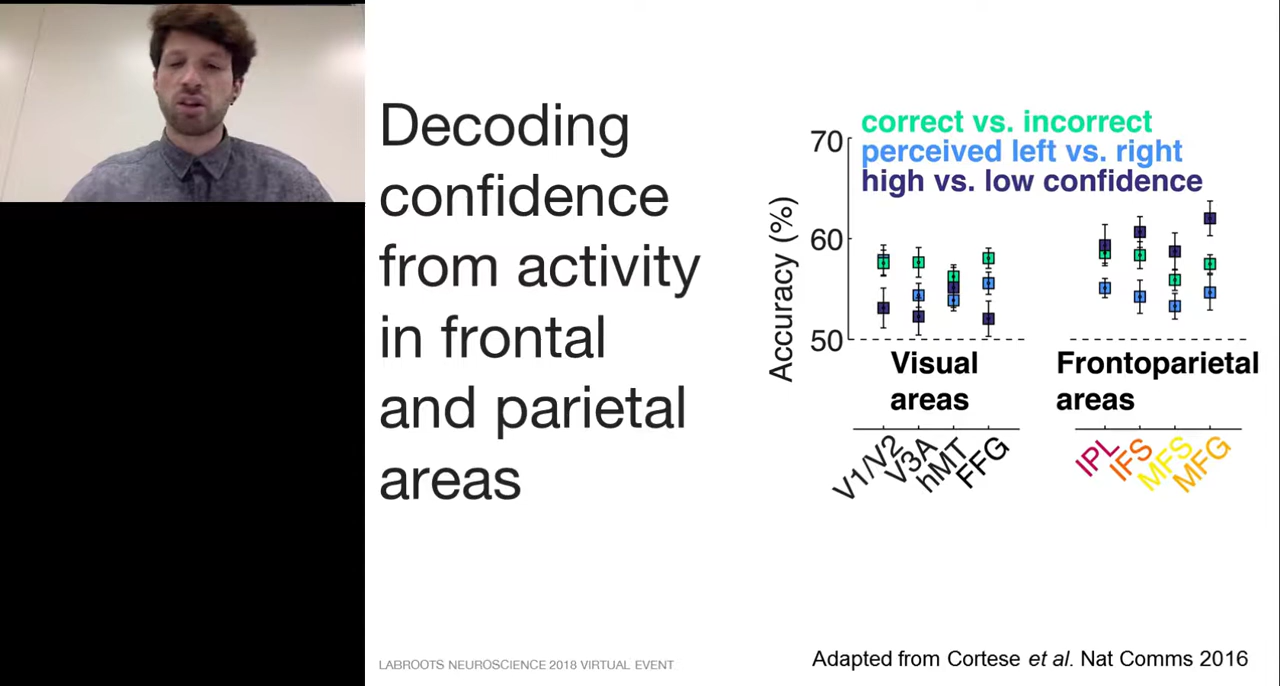 Decoding
confidence
from activity
in frontal
and parietal
areas
correct vs. incorrect
perceived left vs. right
high vs. low confidence
70
60
50
Accuracy (%)
Visual
areas
Frontoparietal
areas
V1/V2
V3A
hMT
FFG
IPL
IFS
MFS
MFG
LABROOTS NEUROSCIENCE 2018 VIRTUAL EVENT
Adapted from Cortese et al. Nat Comms 2016